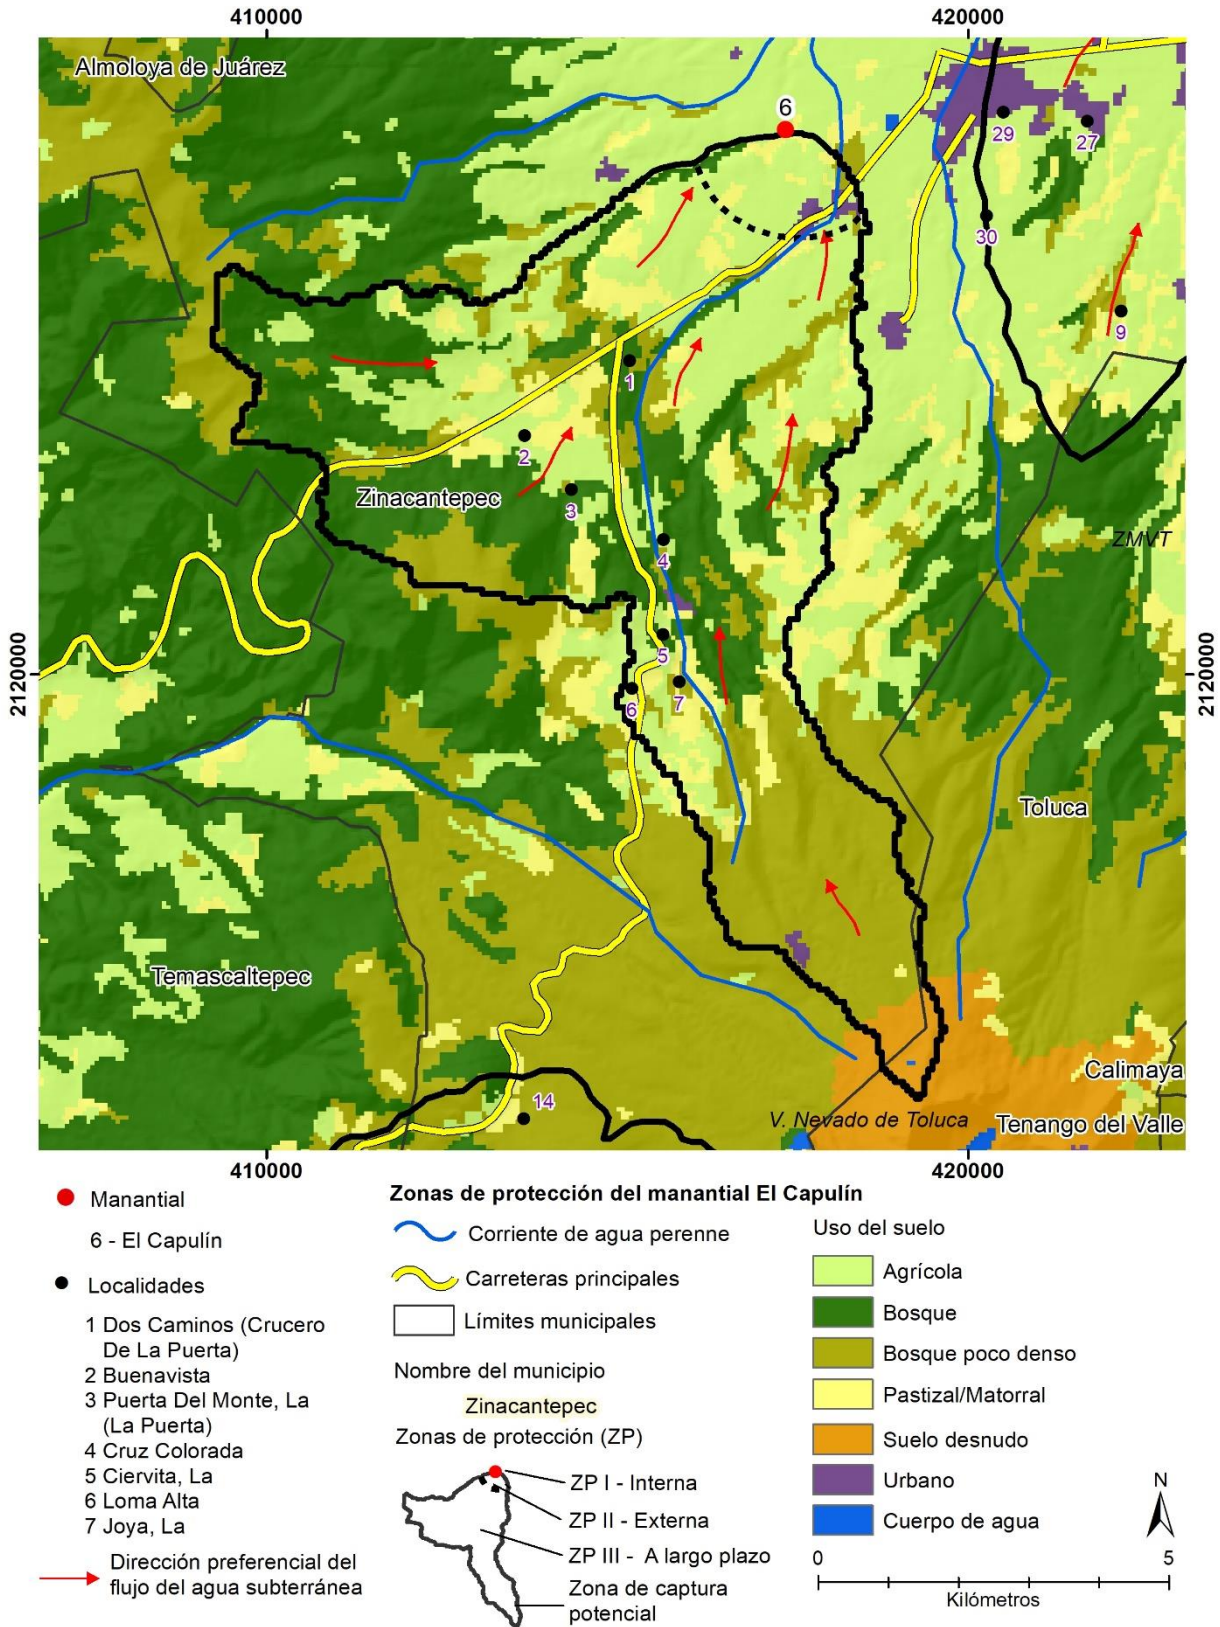 410000
420000
Almoloya de Juárez
6
29
27
30
9
1
2
Zinacantepec
3
ZMVT
4
5
2120000
2120000
6
7
Toluca
Temascaltepec
Calimaya
14
V. Nevado de Toluca
Tenango del Valle
410000
420000
Manantial
6 - El Capulín
Localidades
1 Dos Caminos (Crucero
De La Puerta)
2 Buenavista
3 Puerta Del Monte, La
(La Puerta)
4 Cruz Colorada
5 Ciervita, La
6 Loma Alta
7 Joya, La
Dirección preferencial del
flujo del agua subterránea
Zonas de protección del manantial El Capulín
Corriente de agua perenne
Carreteras principales
Límites municipales
Nombre del municipio
Zinacantepec
Zonas de protección (ZP)
ZP I - Interna
ZP II - Externa
ZP III - A largo plazo
Zona de captura
potencial
Uso del suelo
Agrícola
Bosque
Bosque poco denso
Pastizal/Matorral
Suelo desnudo
Urbano
Cuerpo de agua
N
0 5
Kilómetros